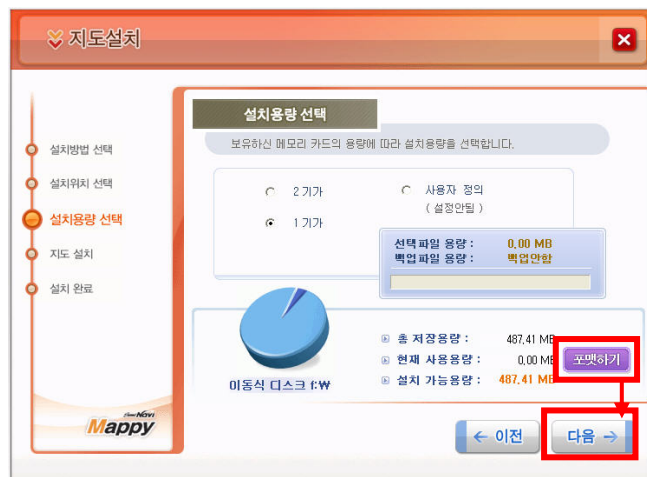 지도설치
설치용량 선택
보유하신 메모리 카드의 용량에 따라 설치용량을 선택합니다.
설치방법 선택
설치위치 선택
설치용량 선택
지도 설치
설치 완료
2기가
사용자 정의
( 설정안됨 )
1기가
선택파일 용량 : 0,00 MB
빽업파일 용량 : 빽업안함
총 저장용량 : 487,41 MB
현재 사용용량 : 0,00 MB
포맷하기
설치 가능용량 : 487,41 MB
이동식 디스크 f:₩
Mappy
이전
다음